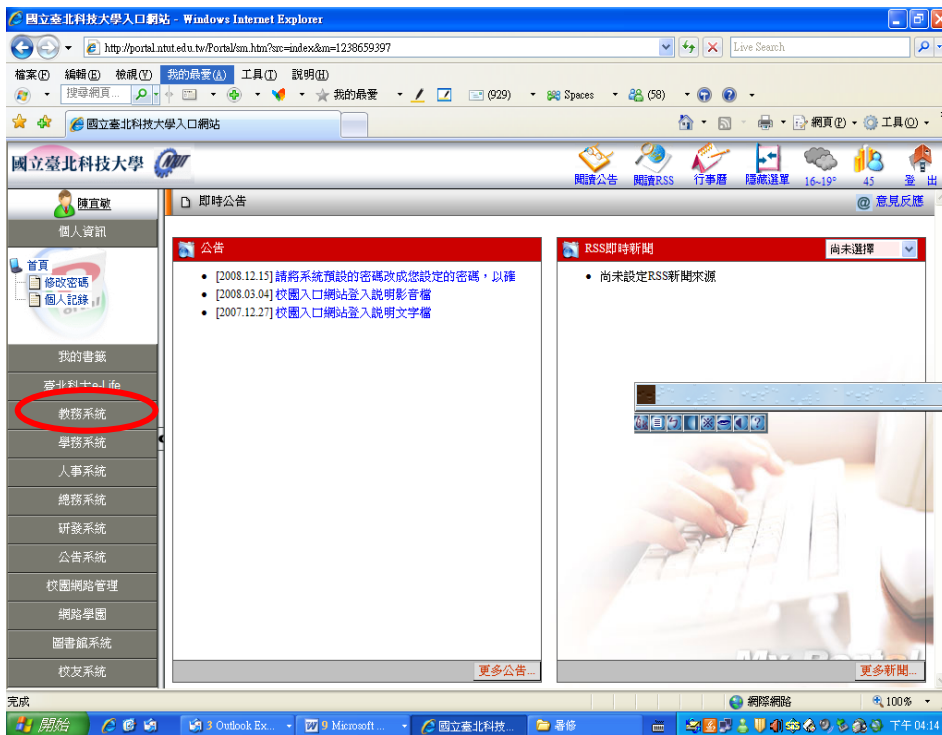 國立臺北科技大學入口網站 - Windows Internet Explorer
http://portal.ntut.edu.tw/Portal/sm.htm?src=index&m=1238659397
Live Search
檔案(F) 編輯(E) 檢視(V) 我的最愛(A) 工具(T) 說明(H)
搜尋網頁... 我的最愛 (929) Spaces (58)
國立臺北科技大學入口網站
網頁(P) 工具(O)
國立臺北科技大學
閱讀公告 閱讀RSS 行事曆 隱藏選單 16~19° 45 登 出
陳宜敏
即時公告
意見反應
個人資訊
首頁
修改密碼
個人記錄
公告
[2008.12.15] 請將系統預設的密碼改成您設定的密碼，以確
[2008.03.04] 校園入口網站登入說明影音檔
[2007.12.27] 校園入口網站登入說明文字檔
RSS即時新聞
尚未選擇
尚未設定RSS新聞來源
我的書籤
臺北科大e-Life
教務系統
學務系統
人事系統
總務系統
研發系統
公告系統
校園網路管理
網路學園
圖書館系統
校友系統
更多公告...
My Portal
更多新聞...
完成
網際網路
100%
開始
3 Outlook Ex...
9 Microsoft ...
國立臺北科技...
暑修
下午 04:14